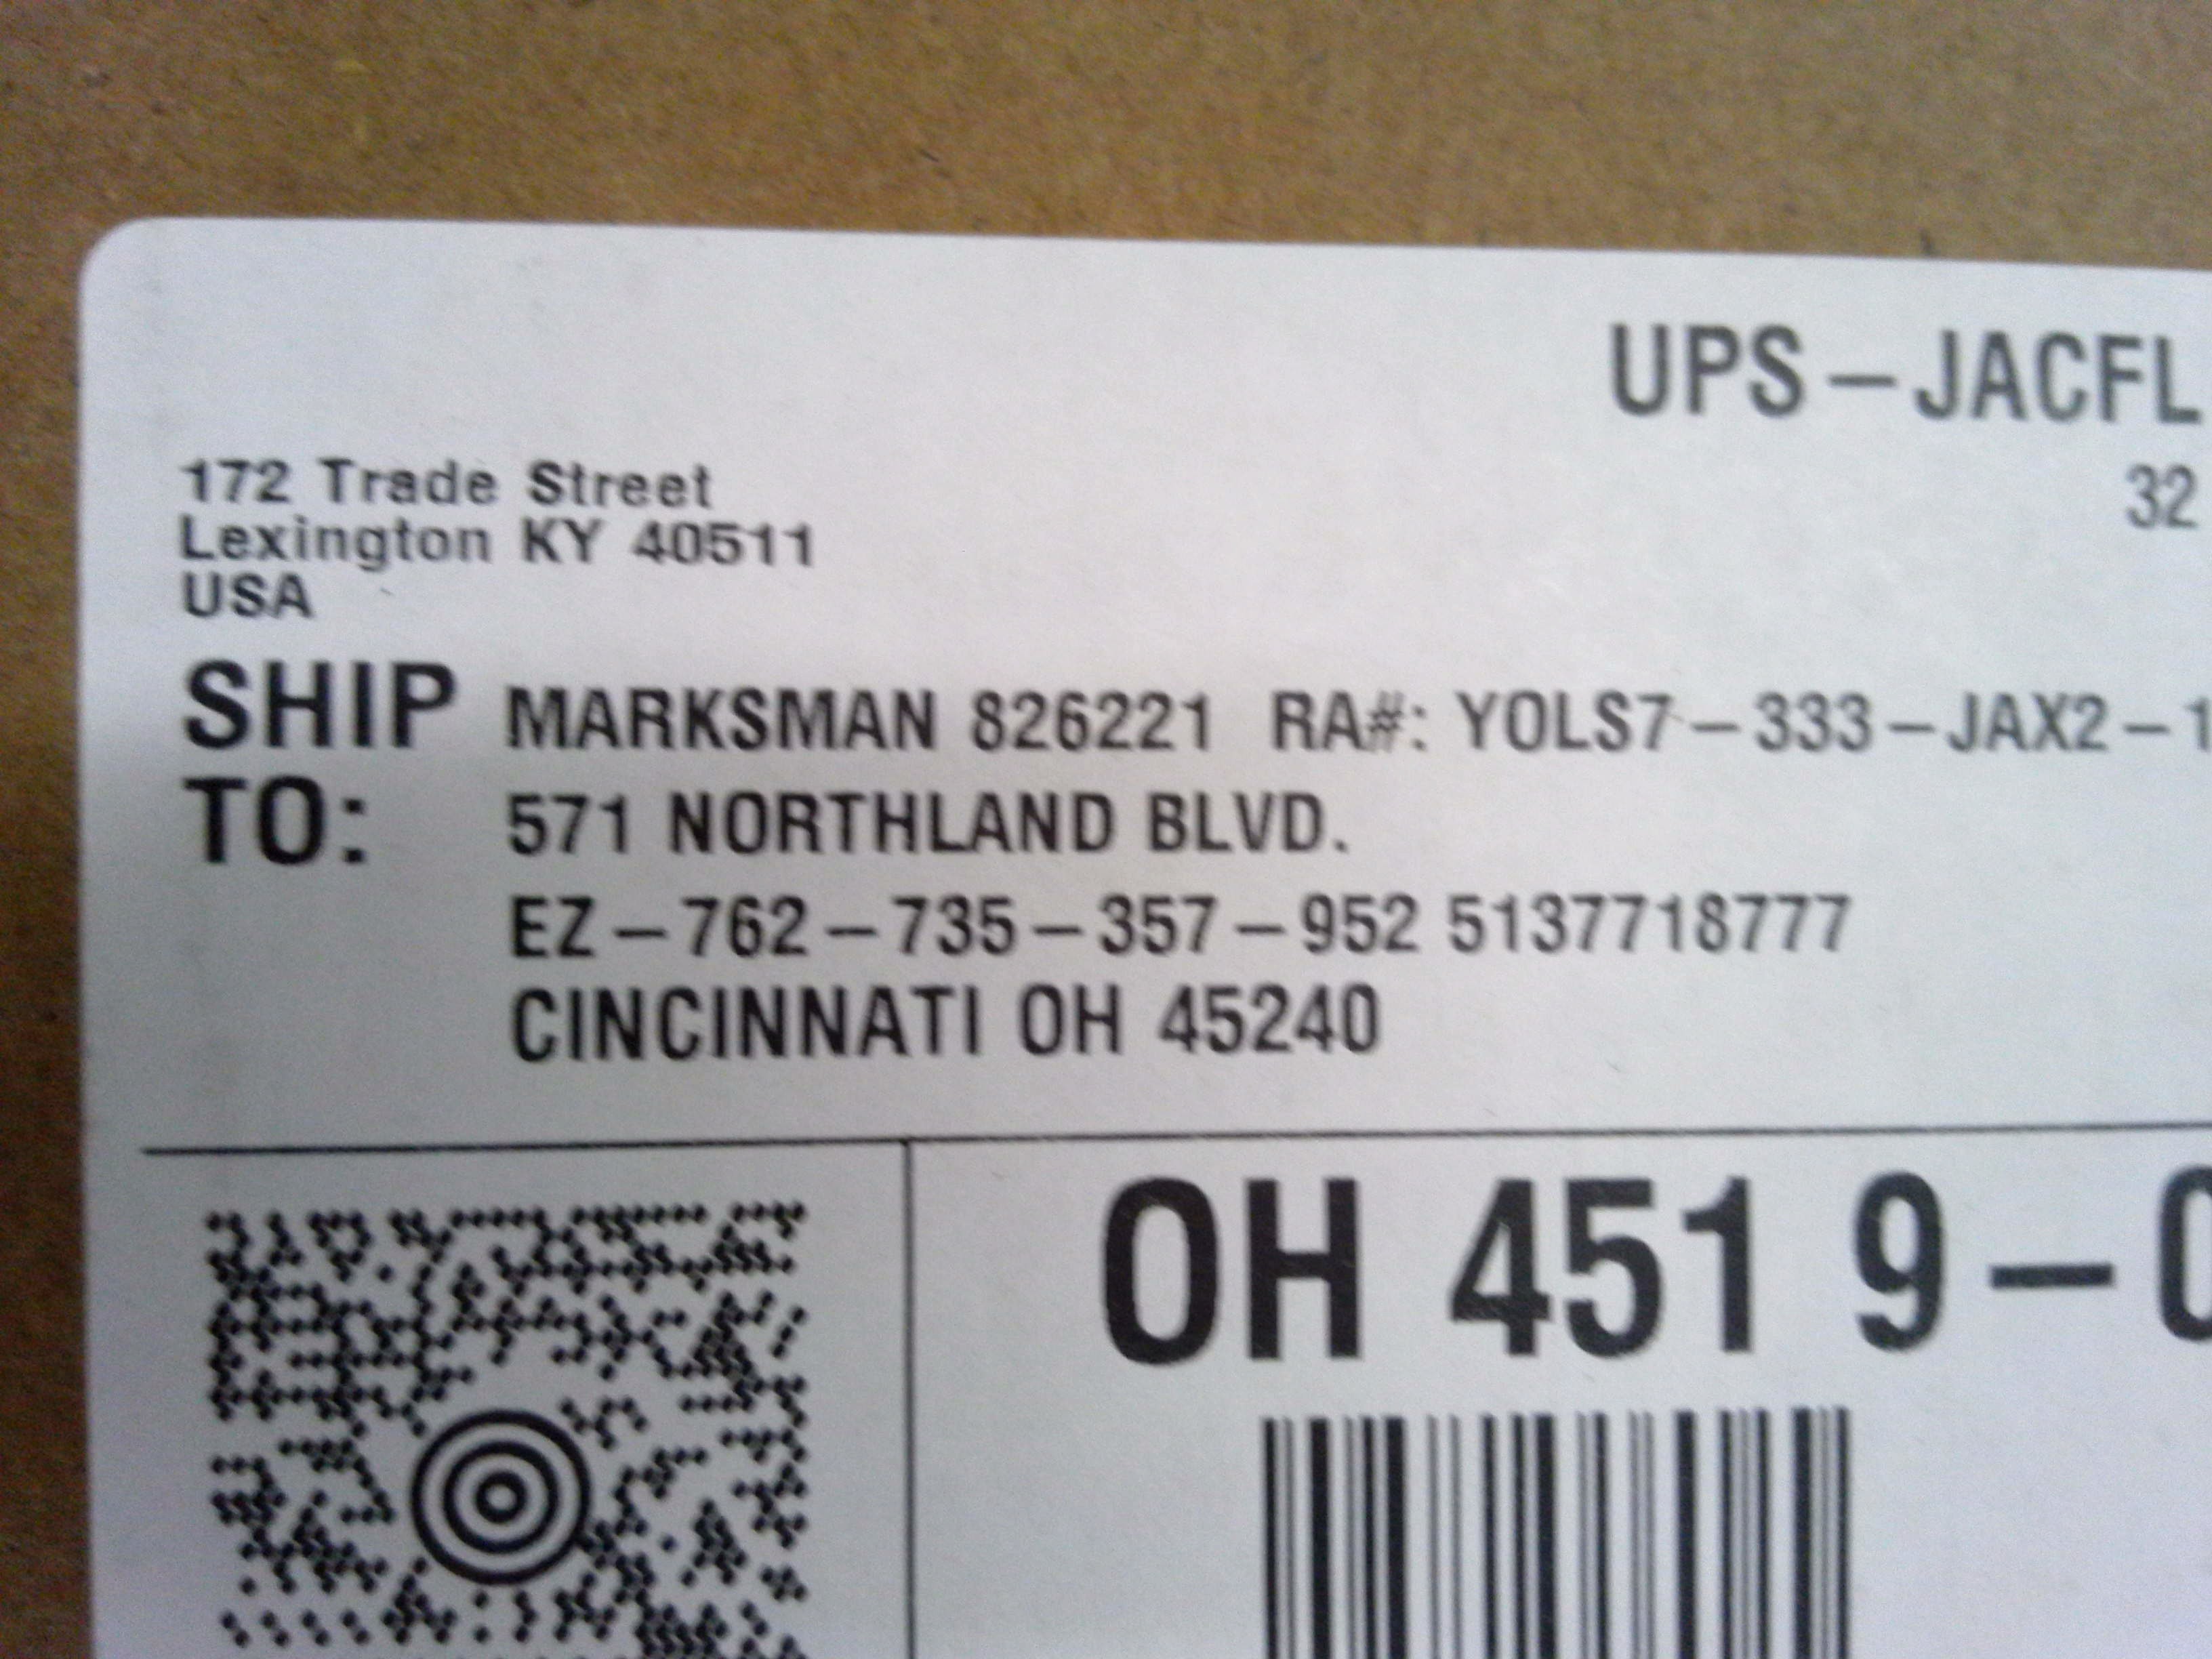 UPS-JACFL
32
172 Trade Street
Lexington KY 40511
USA
SHIP TO:
MARKSMAN 826221 RA#: YOLS7-333-JAX2-1
571 NORTHLAND BLVD.
EZ-762-735-357-952 5137718777
CINCINNATI OH 45240
OH 451 9-0